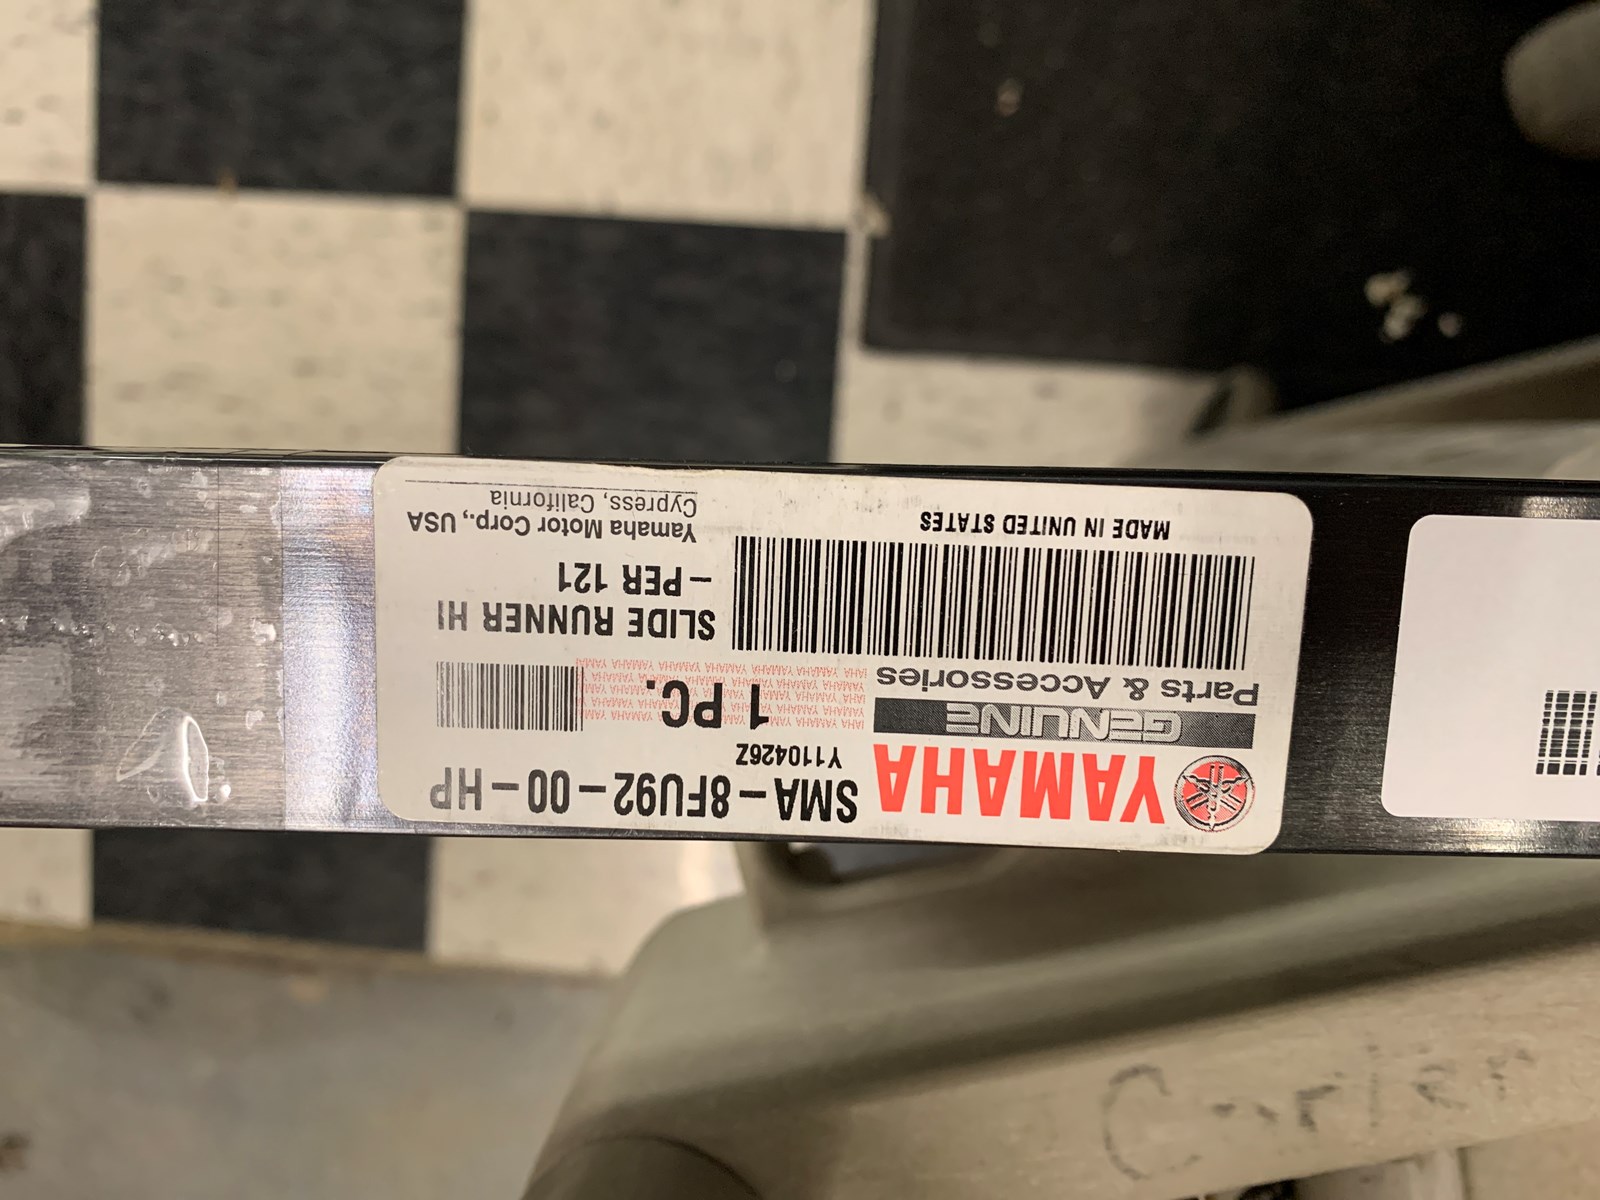 YAMAHA
GENUINE
Parts & Accessories
MADE IN UNITED STATES
SMA-8FU92-00-HP
Y110426Z
1 PC.
SLIDE RUNNER HI
-PER 121
Yamaha Motor Corp., USA
Cypress, California